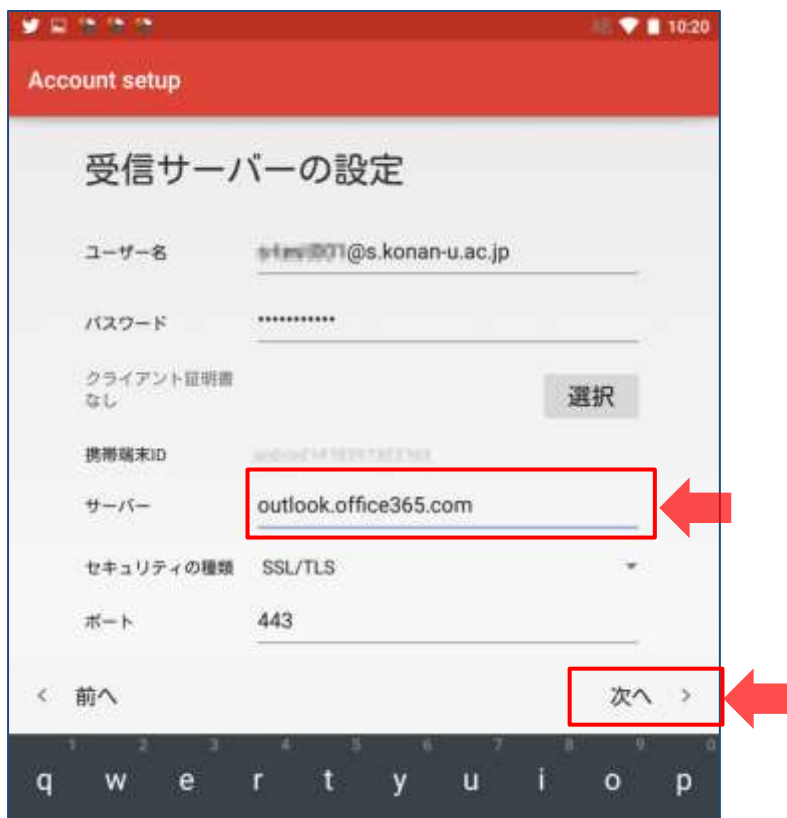 10:20
Account setup
受信サーバーの設定
ユーザー名 @s.konan-u.ac.jp
パスワード •••••••••••
クライアント証明書
なし
選択
携帯端末ID
サーバー outlook.office365.com
セキュリティの種類 SSL/TLS
ポート 443
< 前へ 次へ >
1 2 3 4 5 6 7 8 9 0
q w e r t y u i o p